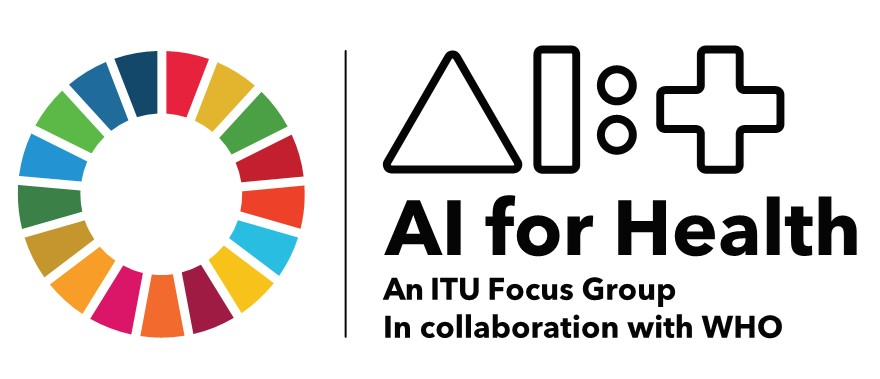 AI for Health
An ITU Focus Group
In collaboration with WHO